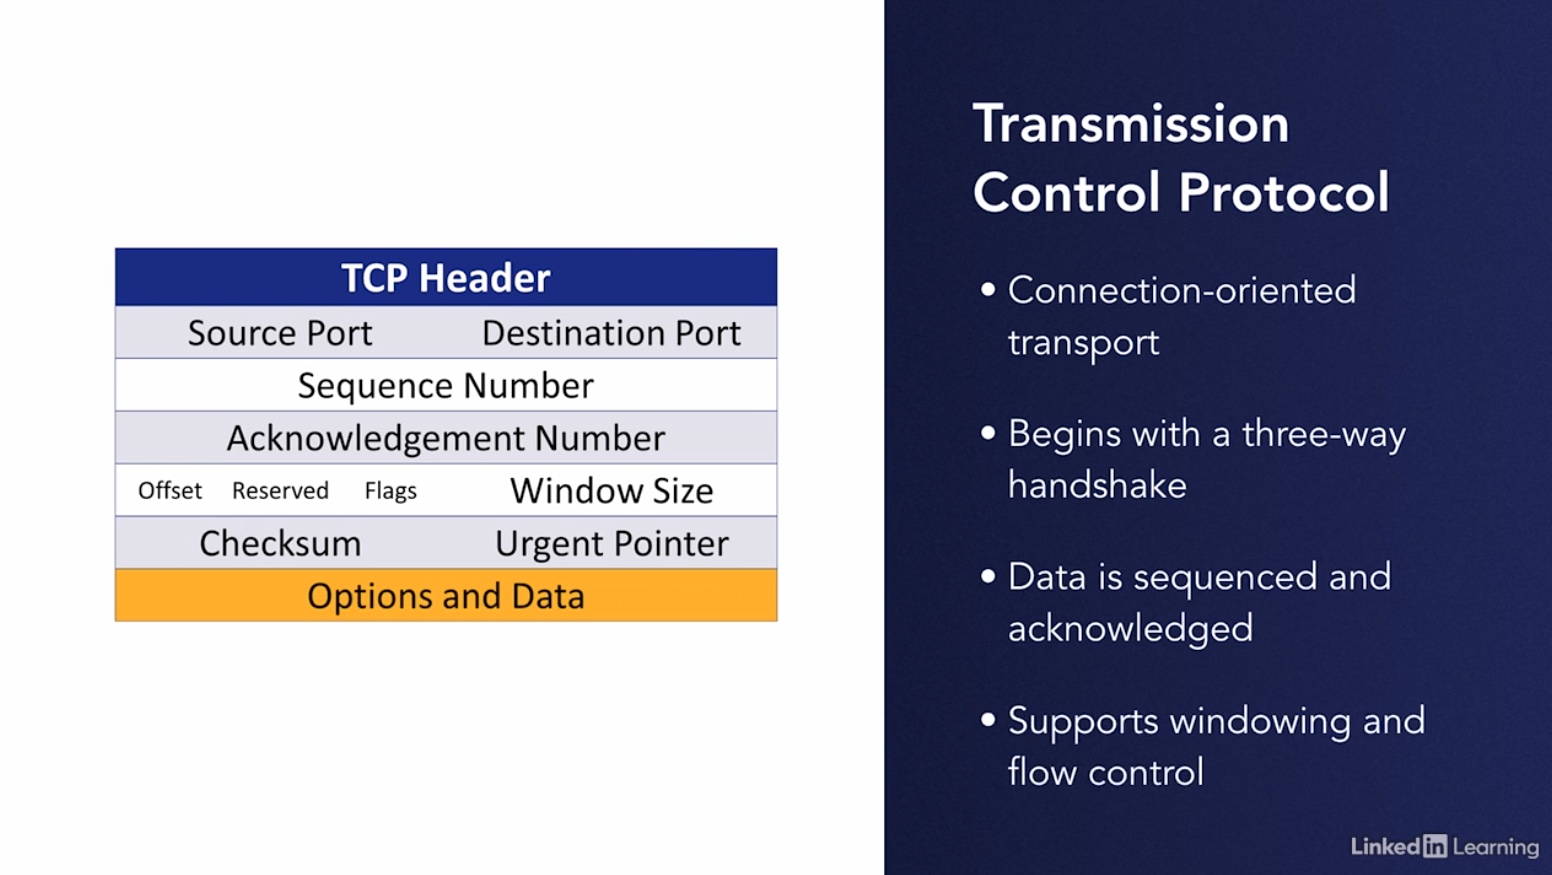 TCP Header
Source Port Destination Port
Sequence Number
Acknowledgement Number
Offset Reserved Flags Window Size
Checksum Urgent Pointer
Options and Data
Transmission
Control Protocol
• Connection-oriented
transport
• Begins with a three-way
handshake
• Data is sequenced and
acknowledged
• Supports windowing and
flow control
Linked in Learning